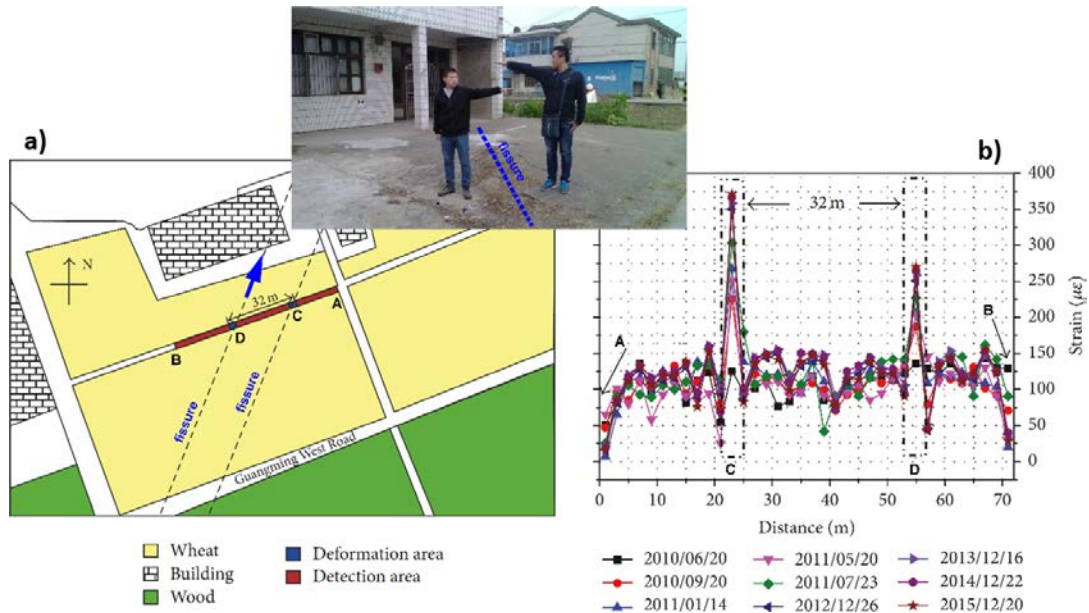 a)
fissure
b)
N
32 m
A
C
D
B
fissure
fissure
Guangming West Road
Wheat
Building
Wood
Deformation area
Detection area
400
350
300
250
200
150
100
50
0
Strain (με)
32 m
A
B
C
D
0 10 20 30 40 50 60 70
Distance (m)
2010/06/20
2010/09/20
2011/01/14
2011/05/20
2011/07/23
2012/12/26
2013/12/16
2014/12/22
2015/12/20